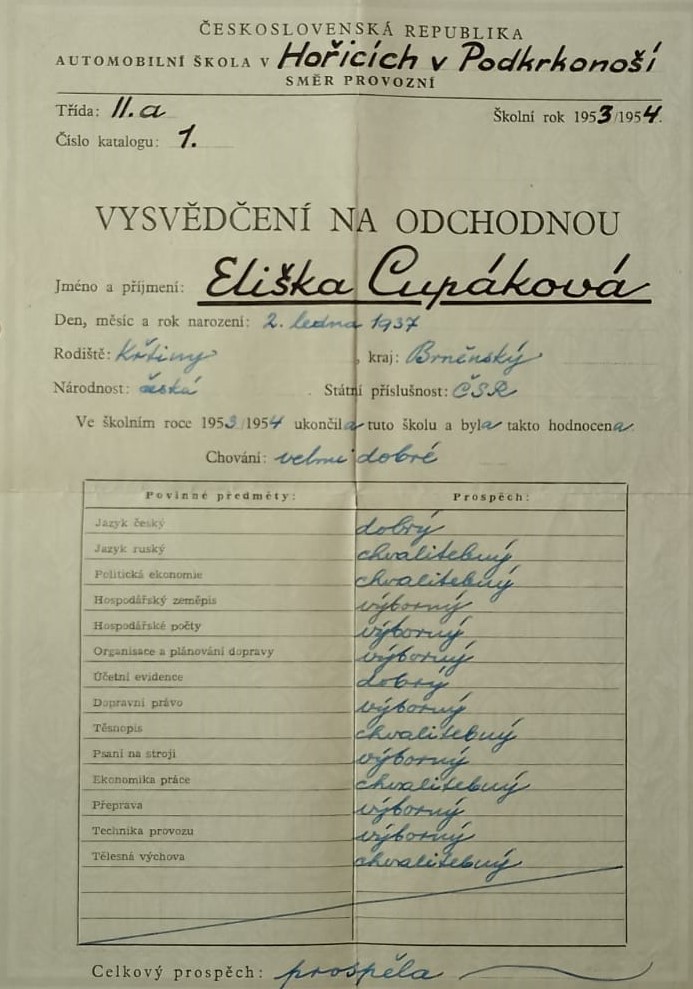 ČESKOSLOVENSKÁ REPUBLIKA
AUTOMOBILNÍ ŠKOLA V Hořicích v Podkrkonoší
SMĚR PROVOZNÍ
Třída: II.a Školní rok 1953/1954.
Číslo katalogu: 1.
VYSVĚDČENÍ NA ODCHODNOU
Jméno a příjmení: Eliška Cupáková
Den, měsíc a rok narození: 2. ledna 1937
Rodiště: Křtiny, kraj: Brněnský
Národnost: česká. Státní příslušnost: ČSR
Ve školním roce 1953/1954 ukončila tuto školu a byla takto hodnocena
Chování: velmi dobré
Povinné předměty: Prospěch:
Jazyk český dobrý
Jazyk ruský chvalitebný
Politická ekonomie chvalitebný
Hospodářský zeměpis výborný
Hospodářské počty výborný
Organisace a plánování dopravy výborný
Účetní evidence dobrý
Dopravní právo výborný
Těsnopis chvalitebný
Psaní na stroji výborný
Ekonomika práce chvalitebný
Přeprava výborný
Technika provozu výborný
Tělesná výchova chvalitebný
Celkový prospěch: prospěla